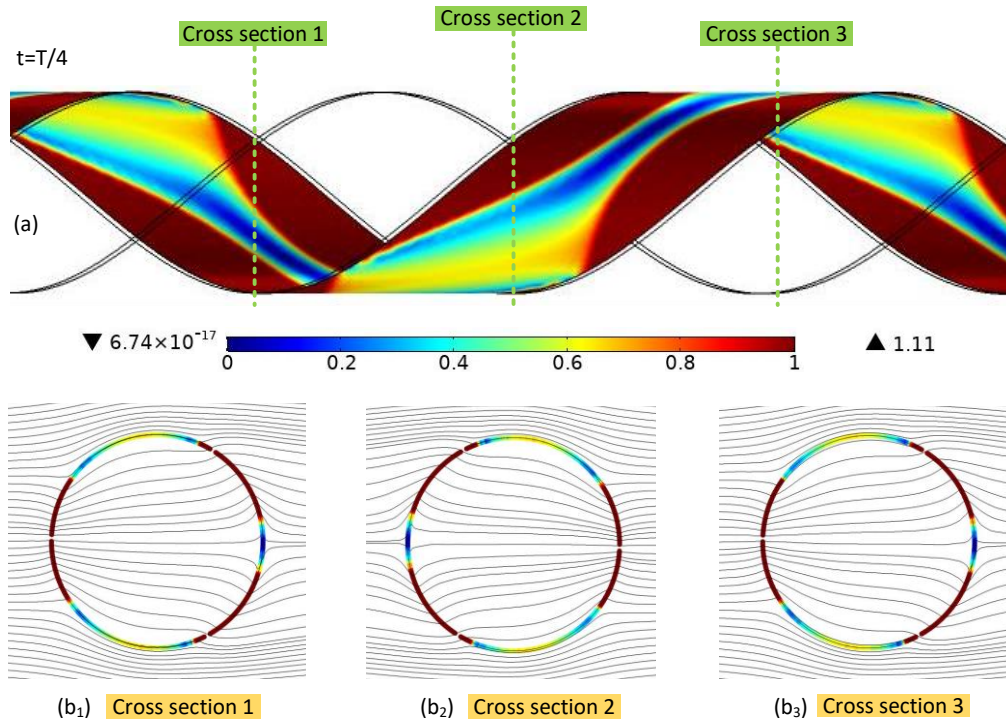 Cross section 1
Cross section 2
Cross section 3
t=T/4
(a)
▼ 6.74×10⁻¹⁷
0 0.2 0.4 0.6 0.8 1
▲ 1.11
(b₁) Cross section 1
(b₂) Cross section 2
(b₃) Cross section 3